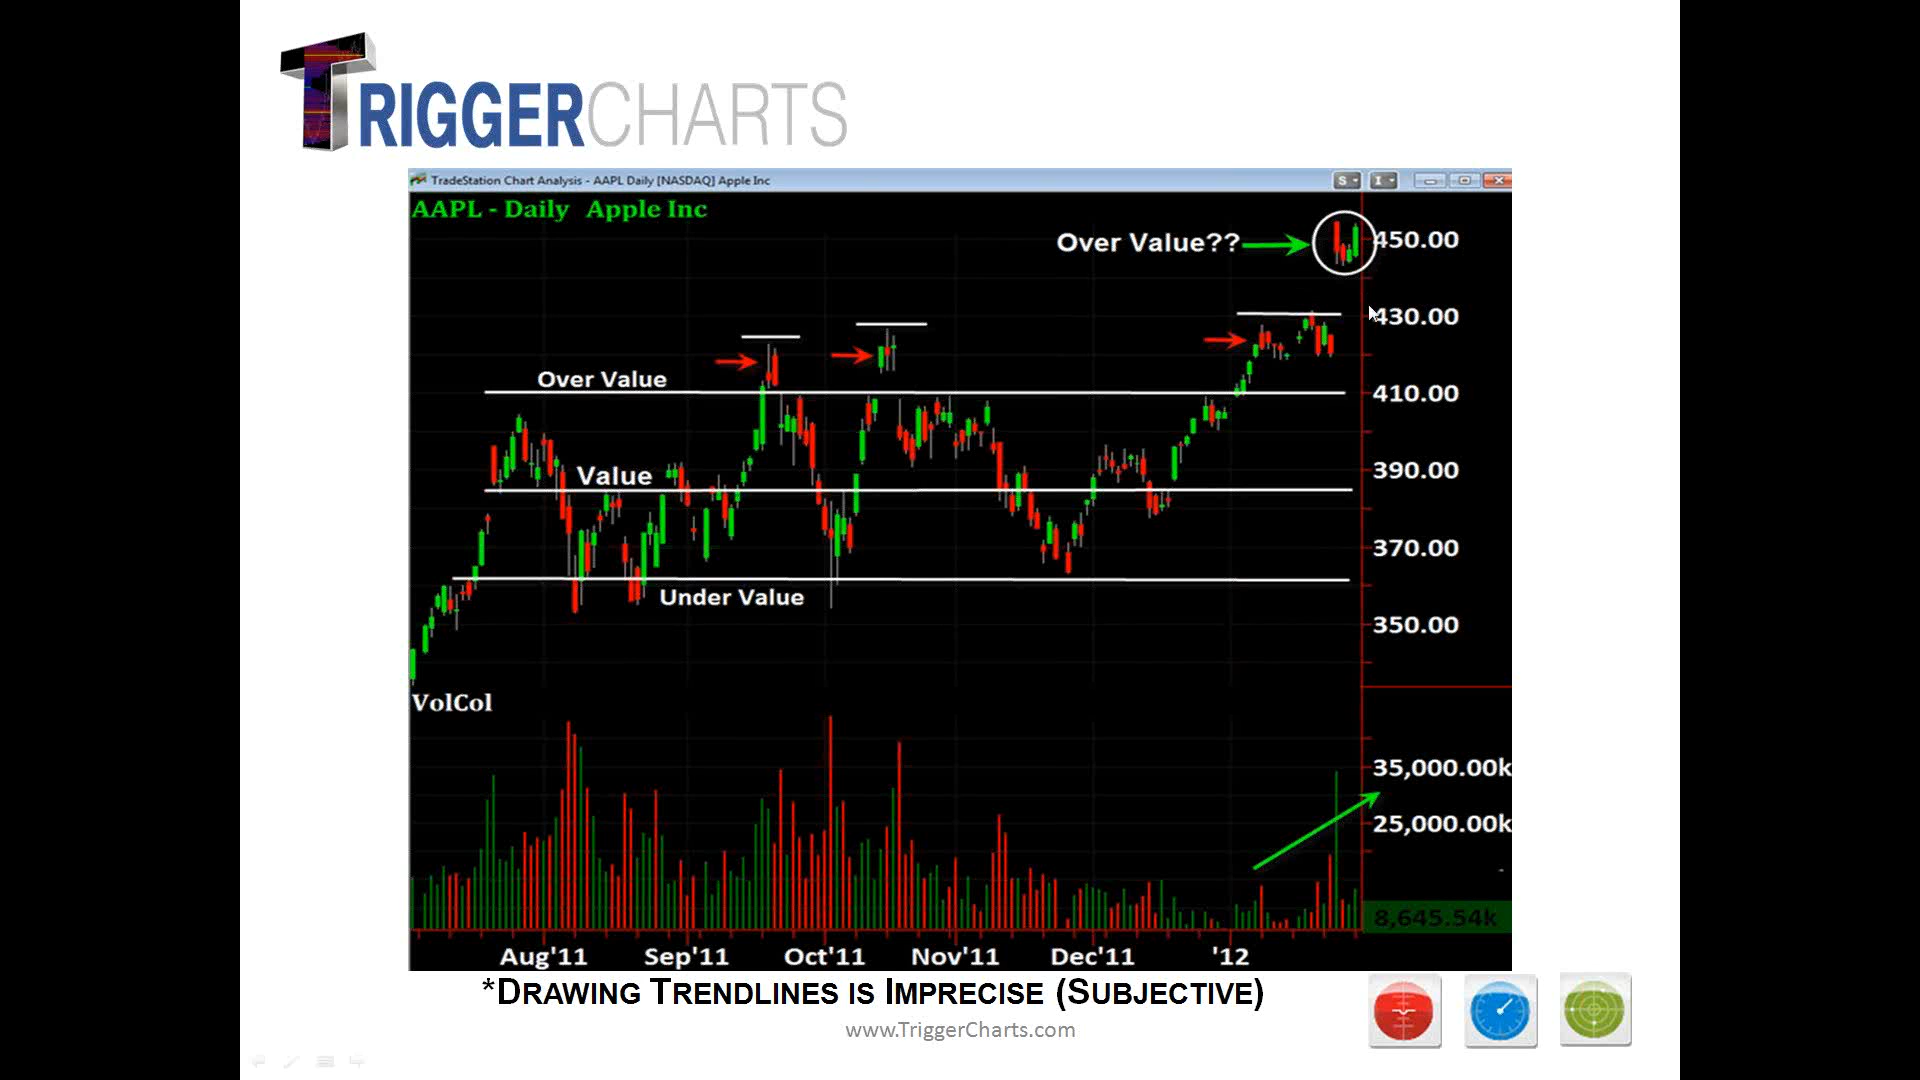 TRIGGERCHARTS
TradeStation Chart Analysis - AAPL Daily [NASDAQ] Apple Inc
S
I
AAPL - Daily Apple Inc
Over Value??
450.00
430.00
Over Value
410.00
Value
390.00
370.00
Under Value
350.00
VolCol
35,000.00k
25,000.00k
8,645.54k
Aug'11 Sep'11 Oct'11 Nov'11 Dec'11 '12
*DRAWING TRENDLINES IS IMPRECISE (SUBJECTIVE)
www.TriggerCharts.com